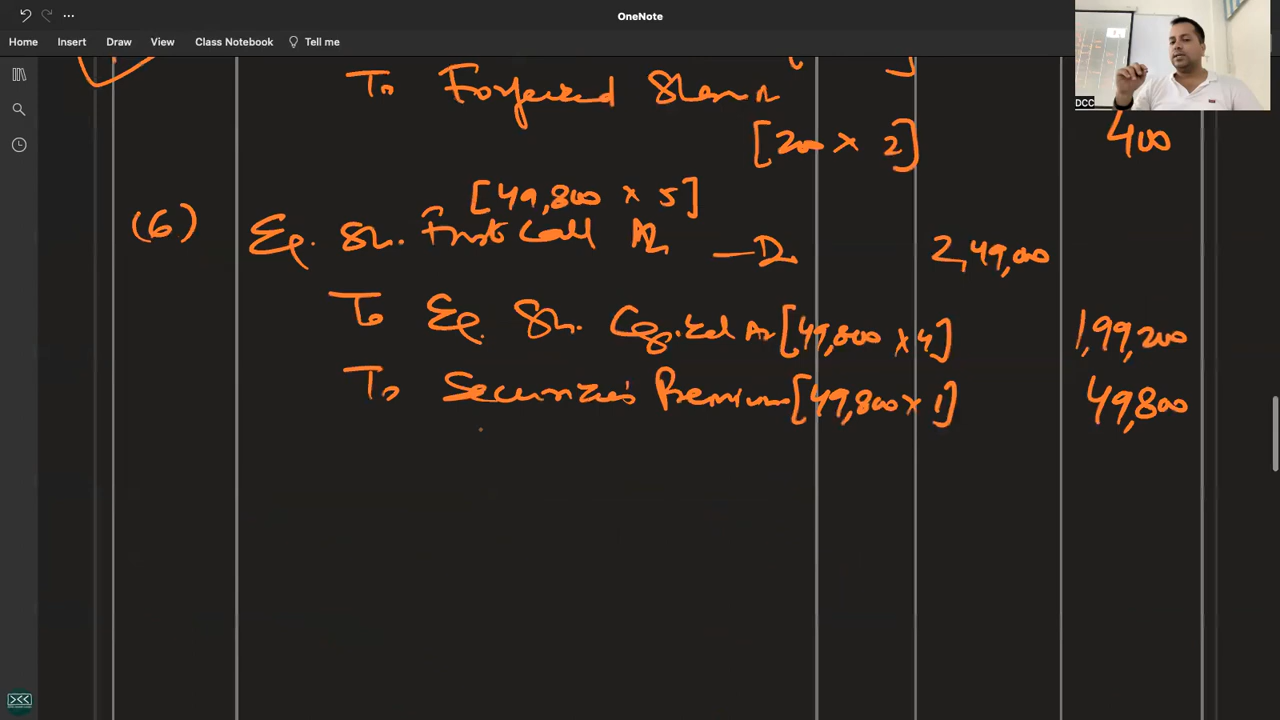 OneNote
Home Insert Draw View Class Notebook Tell me
DCC
To Forfeited Shares A/c
400
[200 x 2]
[49,800 x 5]
(6) Eq. Sh. First Call A/c — Dr 2,49,000
To Eq. Sh. Capital A/c [49,800 x 4] 1,99,200
To Securities Premium [49,800 x 1] 49,800